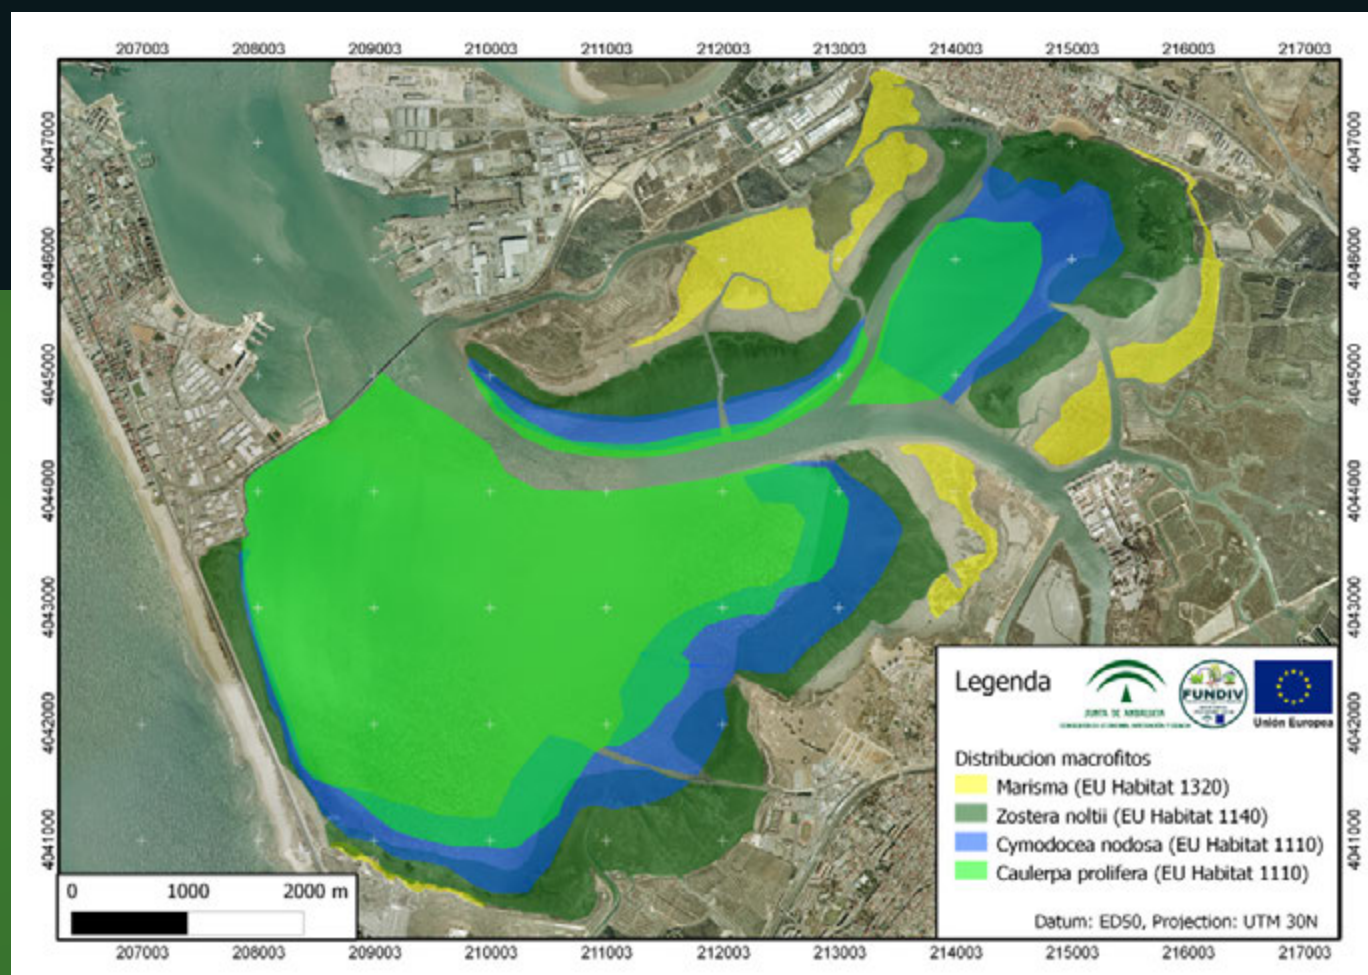 207003 208003 209003 210003 211003 212003 213003 214003 215003 216003 217003
4047000 4047000
4046000 4046000
4045000 4045000
4044000 4044000
4043000 4043000
4042000 4042000
4041000 4041000
Legenda
JUNTA DE ANDALUCIA
FUNDIV
Unión Europea
Distribucion macrofitos
Marisma (EU Habitat 1320)
Zostera noltii (EU Habitat 1140)
Cymodocea nodosa (EU Habitat 1110)
Caulerpa prolifera (EU Habitat 1110)
Datum: ED50, Projection: UTM 30N
0 1000 2000 m
207003 208003 209003 210003 211003 212003 213003 214003 215003 216003 217003